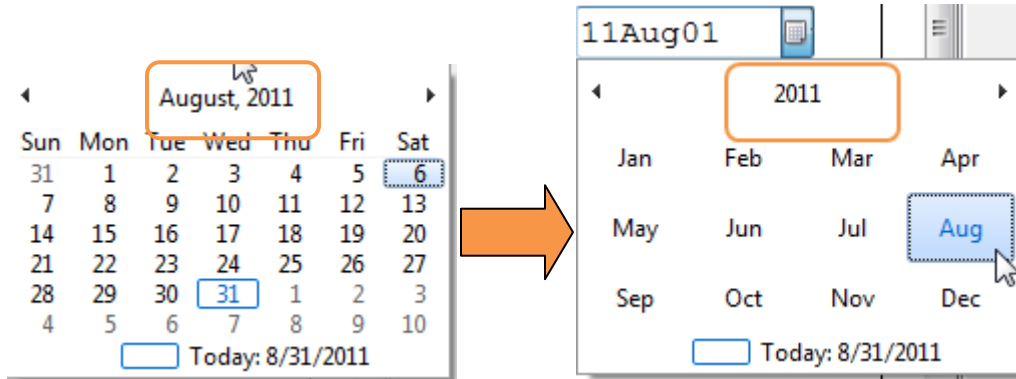 August, 2011
Sun Mon Tue Wed Thu Fri Sat
31 1 2 3 4 5 6
7 8 9 10 11 12 13
14 15 16 17 18 19 20
21 22 23 24 25 26 27
28 29 30 31 1 2 3
4 5 6 7 8 9 10
Today: 8/31/2011
11Aug01
2011
Jan Feb Mar Apr
May Jun Jul Aug
Sep Oct Nov Dec
Today: 8/31/2011